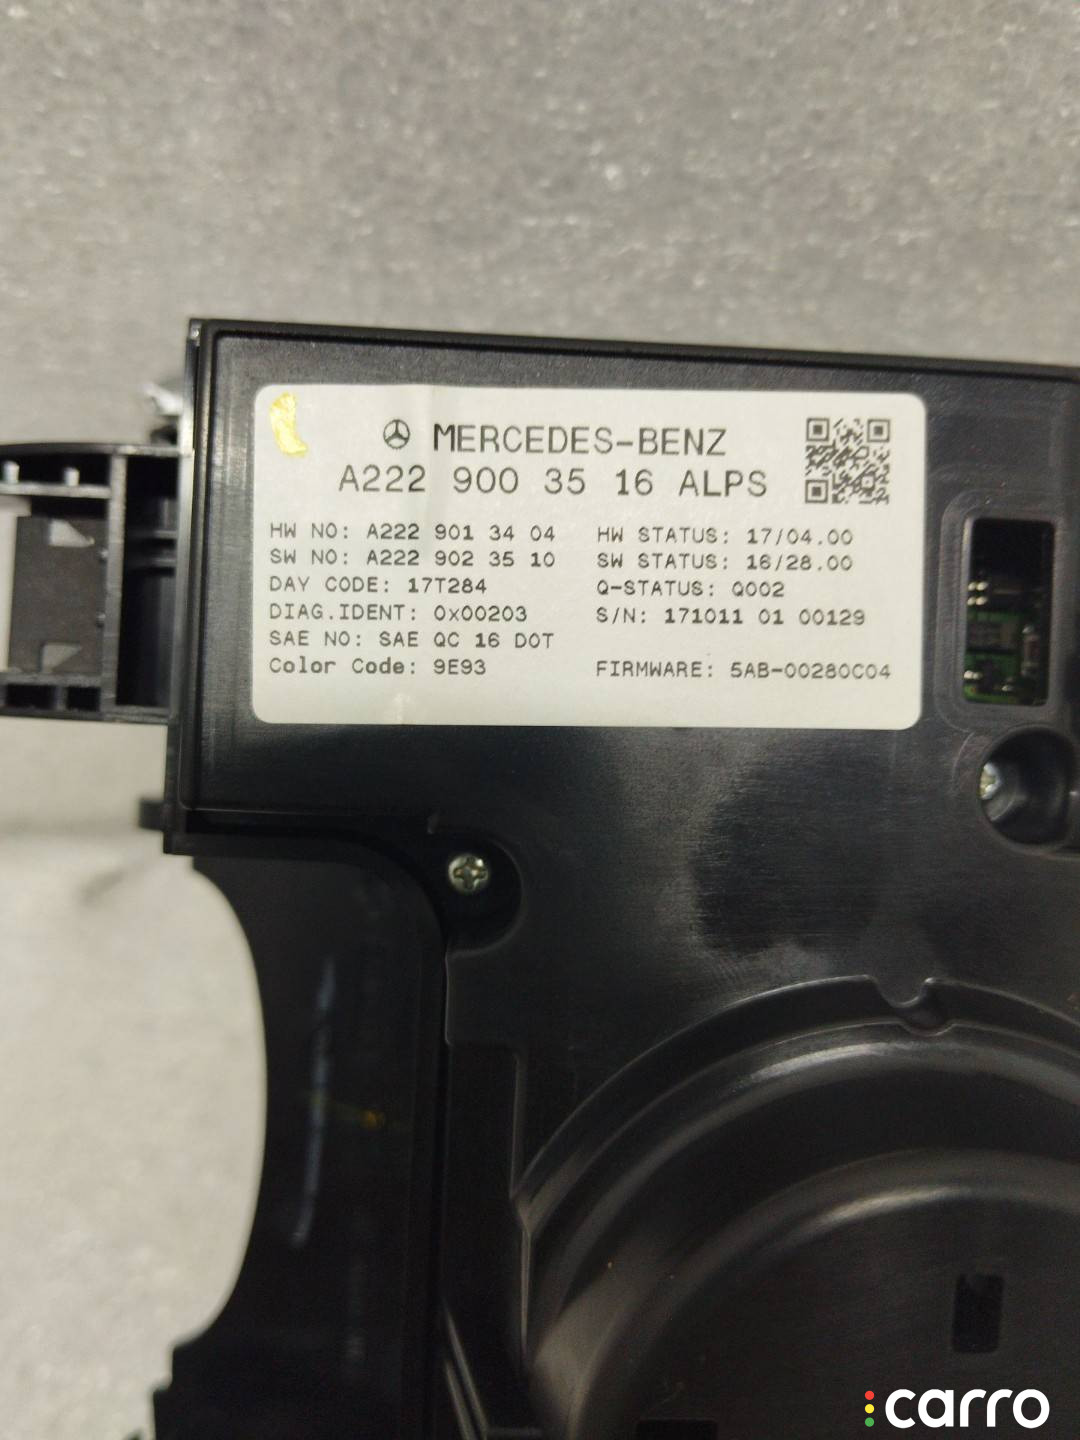 MERCEDES-BENZ
A222 900 35 16 ALPS
HW NO: A222 901 34 04 HW STATUS: 17/04.00
SW NO: A222 902 35 10 SW STATUS: 16/28.00
DAY CODE: 17T284 Q-STATUS: Q002
DIAG.IDENT: 0x00203 S/N: 171011 01 00129
SAE NO: SAE QC 16 DOT
Color Code: 9E93 FIRMWARE: 5AB-00280C04
carro